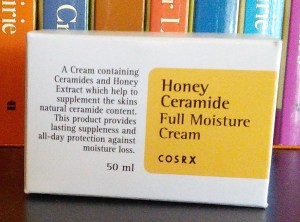 A Cream containing
Ceramides and Honey
Extract which help to
supplement the skins
natural ceramide content.
This product provides
lasting suppleness and
all-day protection against
moisture loss.
50 ml
Honey
Ceramide
Full Moisture
Cream
COSRX